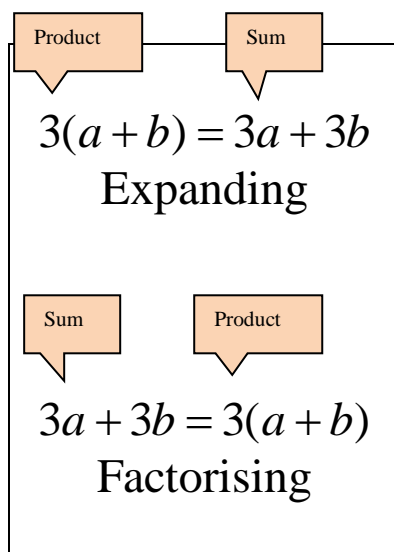 Product Sum
3(a + b) = 3a + 3b
Expanding
Sum Product
3a + 3b = 3(a + b)
Factorising